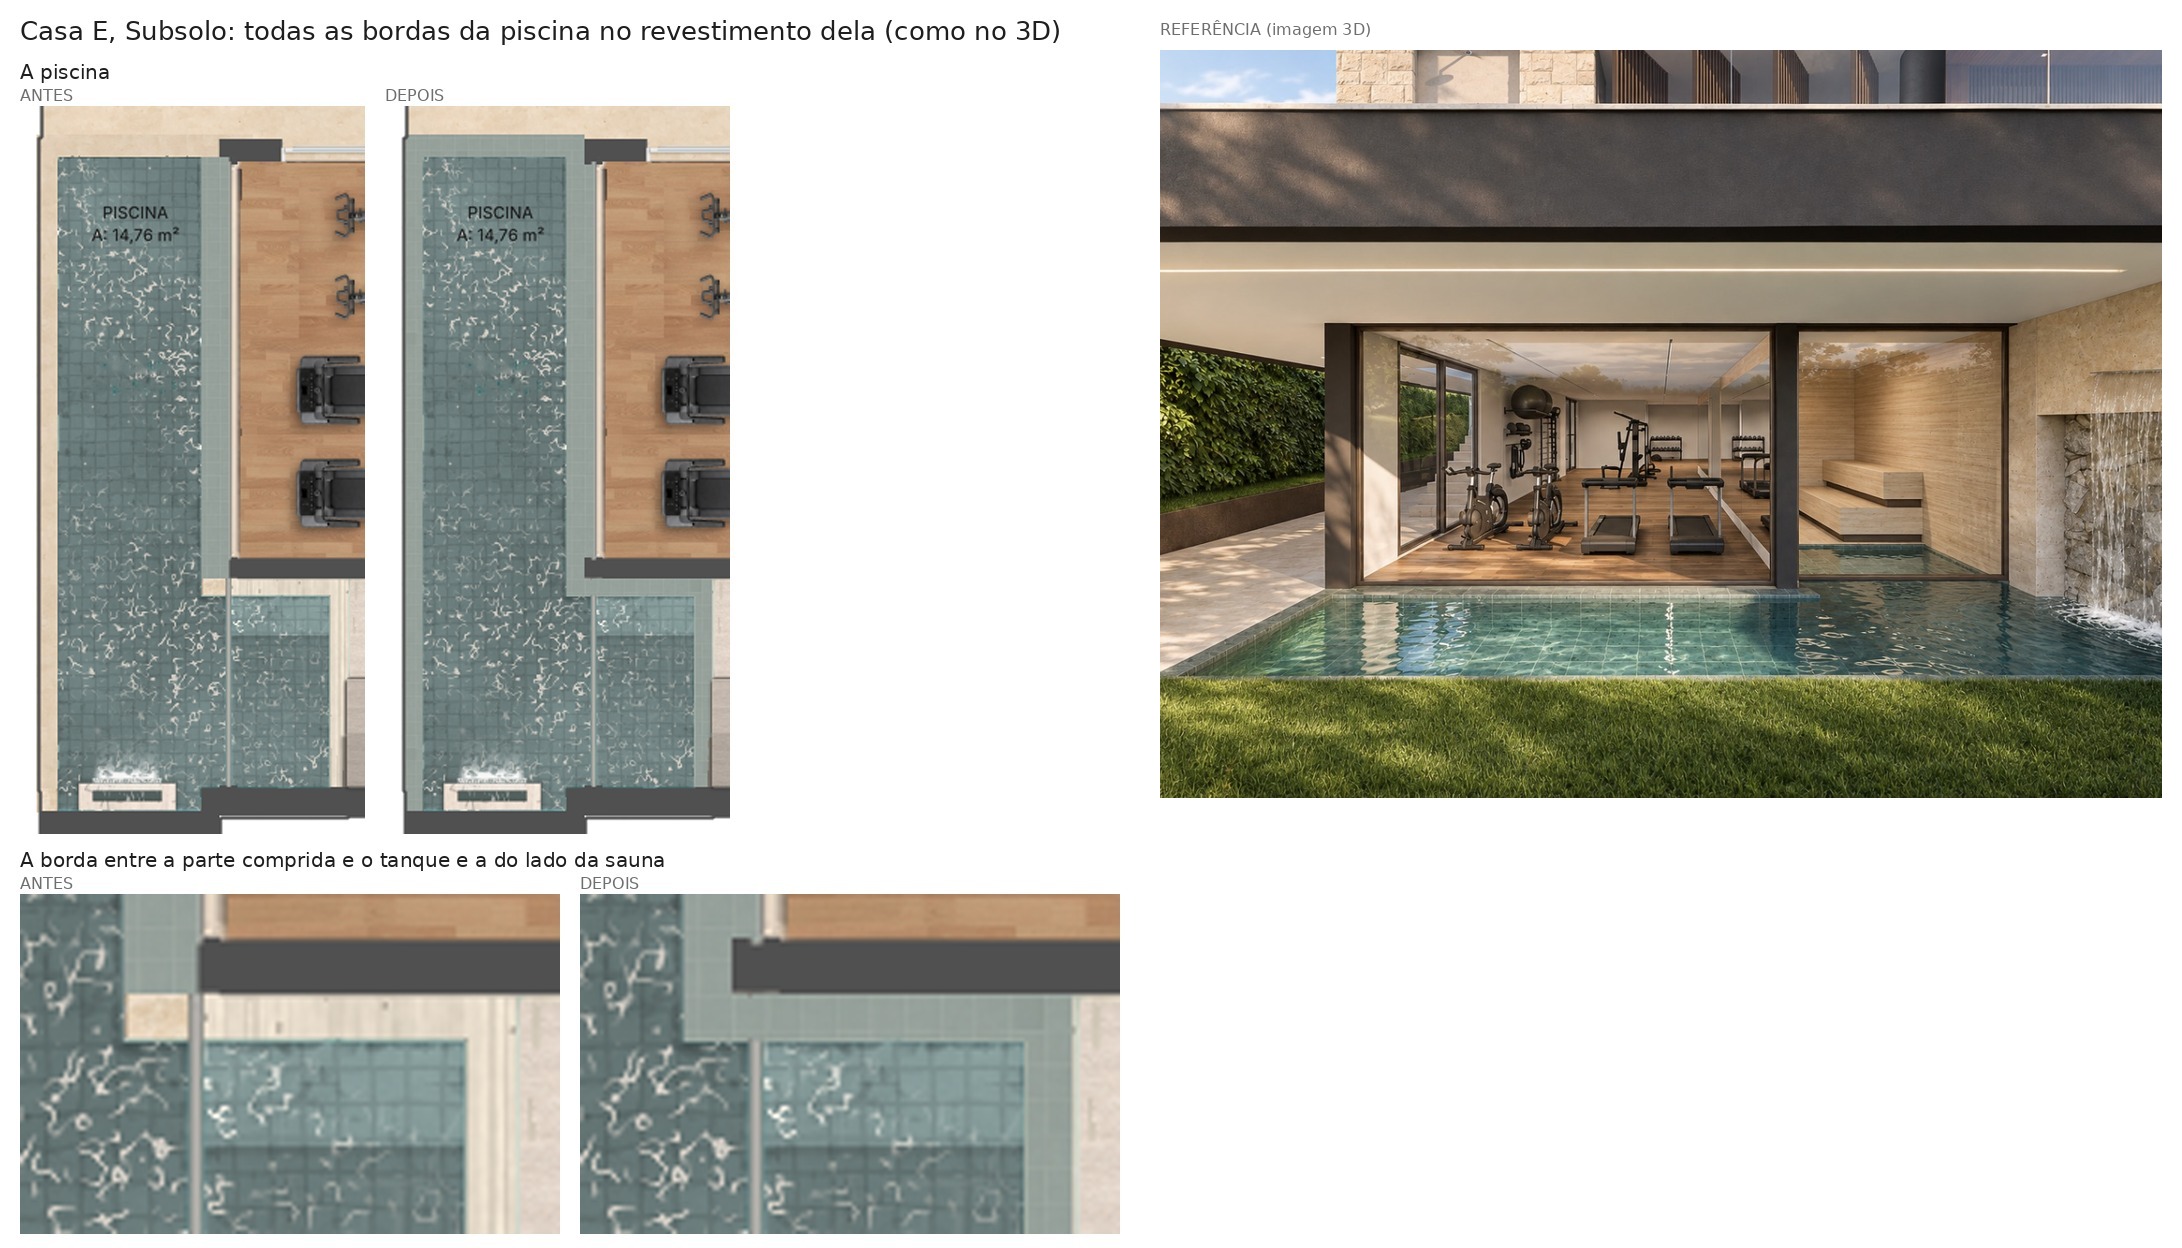 Casa E, Subsolo: todas as bordas da piscina no revestimento dela (como no 3D)
REFERÊNCIA (imagem 3D)
A piscina
ANTES
DEPOIS
PISCINA
A: 14,76 m²
PISCINA
A: 14,76 m²
A borda entre a parte comprida e o tanque e a do lado da sauna
ANTES
DEPOIS